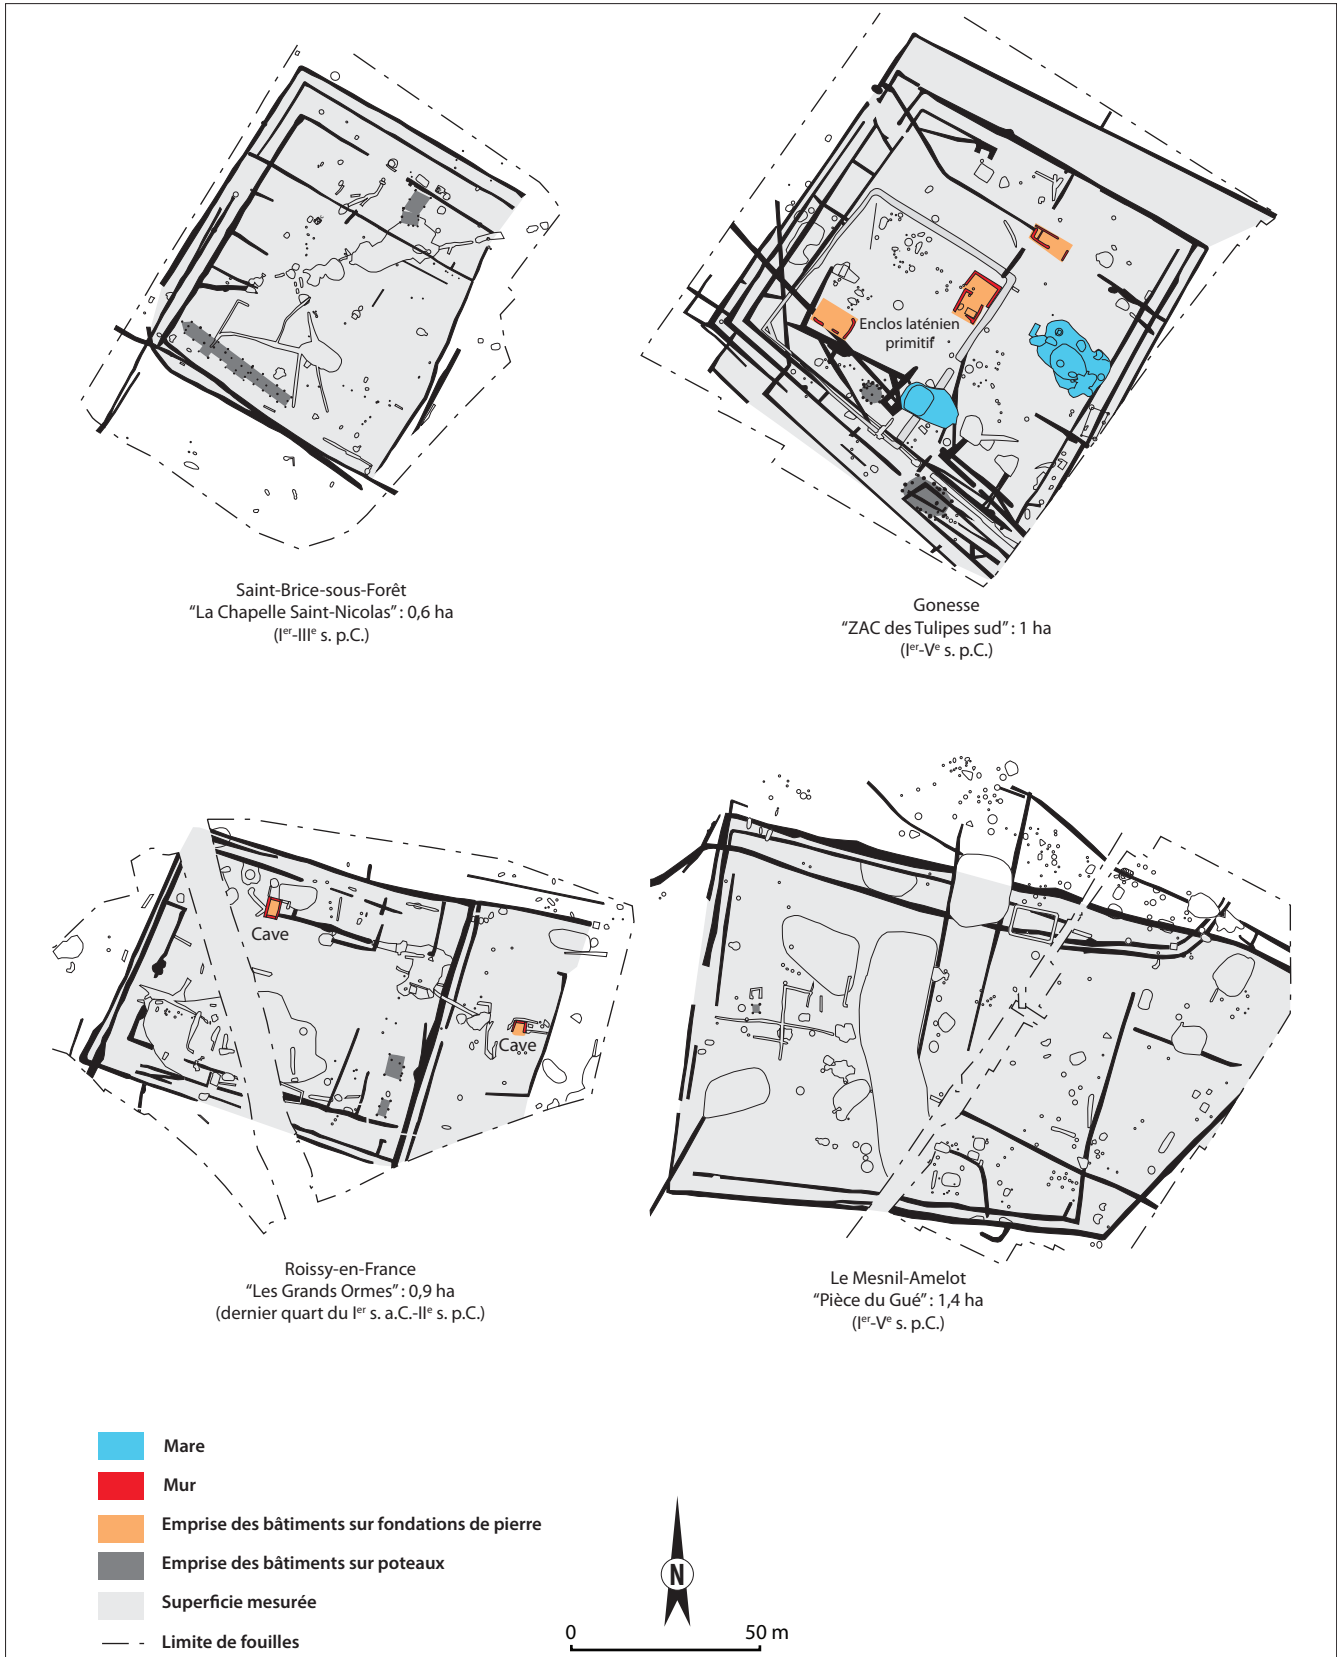 Enclos laténien
primitif
Saint-Brice-sous-Forêt
“La Chapelle Saint-Nicolas” : 0,6 ha
(Ier-IIIe s. p.C.)
Gonesse
“ZAC des Tulipes sud” : 1 ha
(Ier-Ve s. p.C.)
Cave
Cave
Roissy-en-France
“Les Grands Ormes” : 0,9 ha
(dernier quart du Ier s. a.C.-IIe s. p.C.)
Le Mesnil-Amelot
“Pièce du Gué” : 1,4 ha
(Ier-Ve s. p.C.)
Mare
Mur
Emprise des bâtiments sur fondations de pierre
Emprise des bâtiments sur poteaux
Superficie mesurée
Limite de fouilles
N
0 50 m